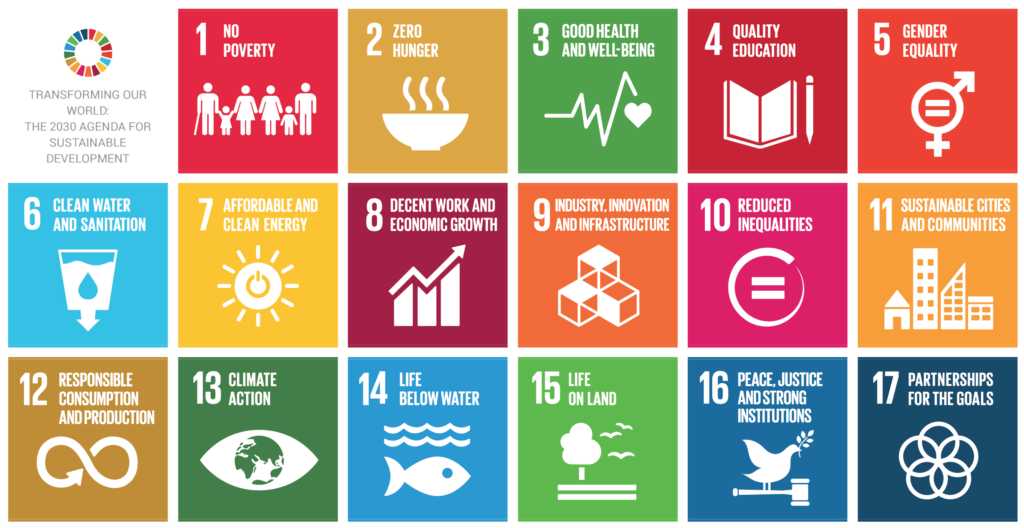 TRANSFORMING OUR
WORLD:
THE 2030 AGENDA FOR
SUSTAINABLE
DEVELOPMENT
1 NO
POVERTY
2 ZERO
HUNGER
3 GOOD HEALTH
AND WELL-BEING
4 QUALITY
EDUCATION
5 GENDER
EQUALITY
6 CLEAN WATER
AND SANITATION
7 AFFORDABLE AND
CLEAN ENERGY
8 DECENT WORK AND
ECONOMIC GROWTH
9 INDUSTRY, INNOVATION
AND INFRASTRUCTURE
10 REDUCED
INEQUALITIES
11 SUSTAINABLE CITIES
AND COMMUNITIES
12 RESPONSIBLE
CONSUMPTION
AND PRODUCTION
13 CLIMATE
ACTION
14 LIFE
BELOW WATER
15 LIFE
ON LAND
16 PEACE, JUSTICE
AND STRONG
INSTITUTIONS
17 PARTNERSHIPS
FOR THE GOALS